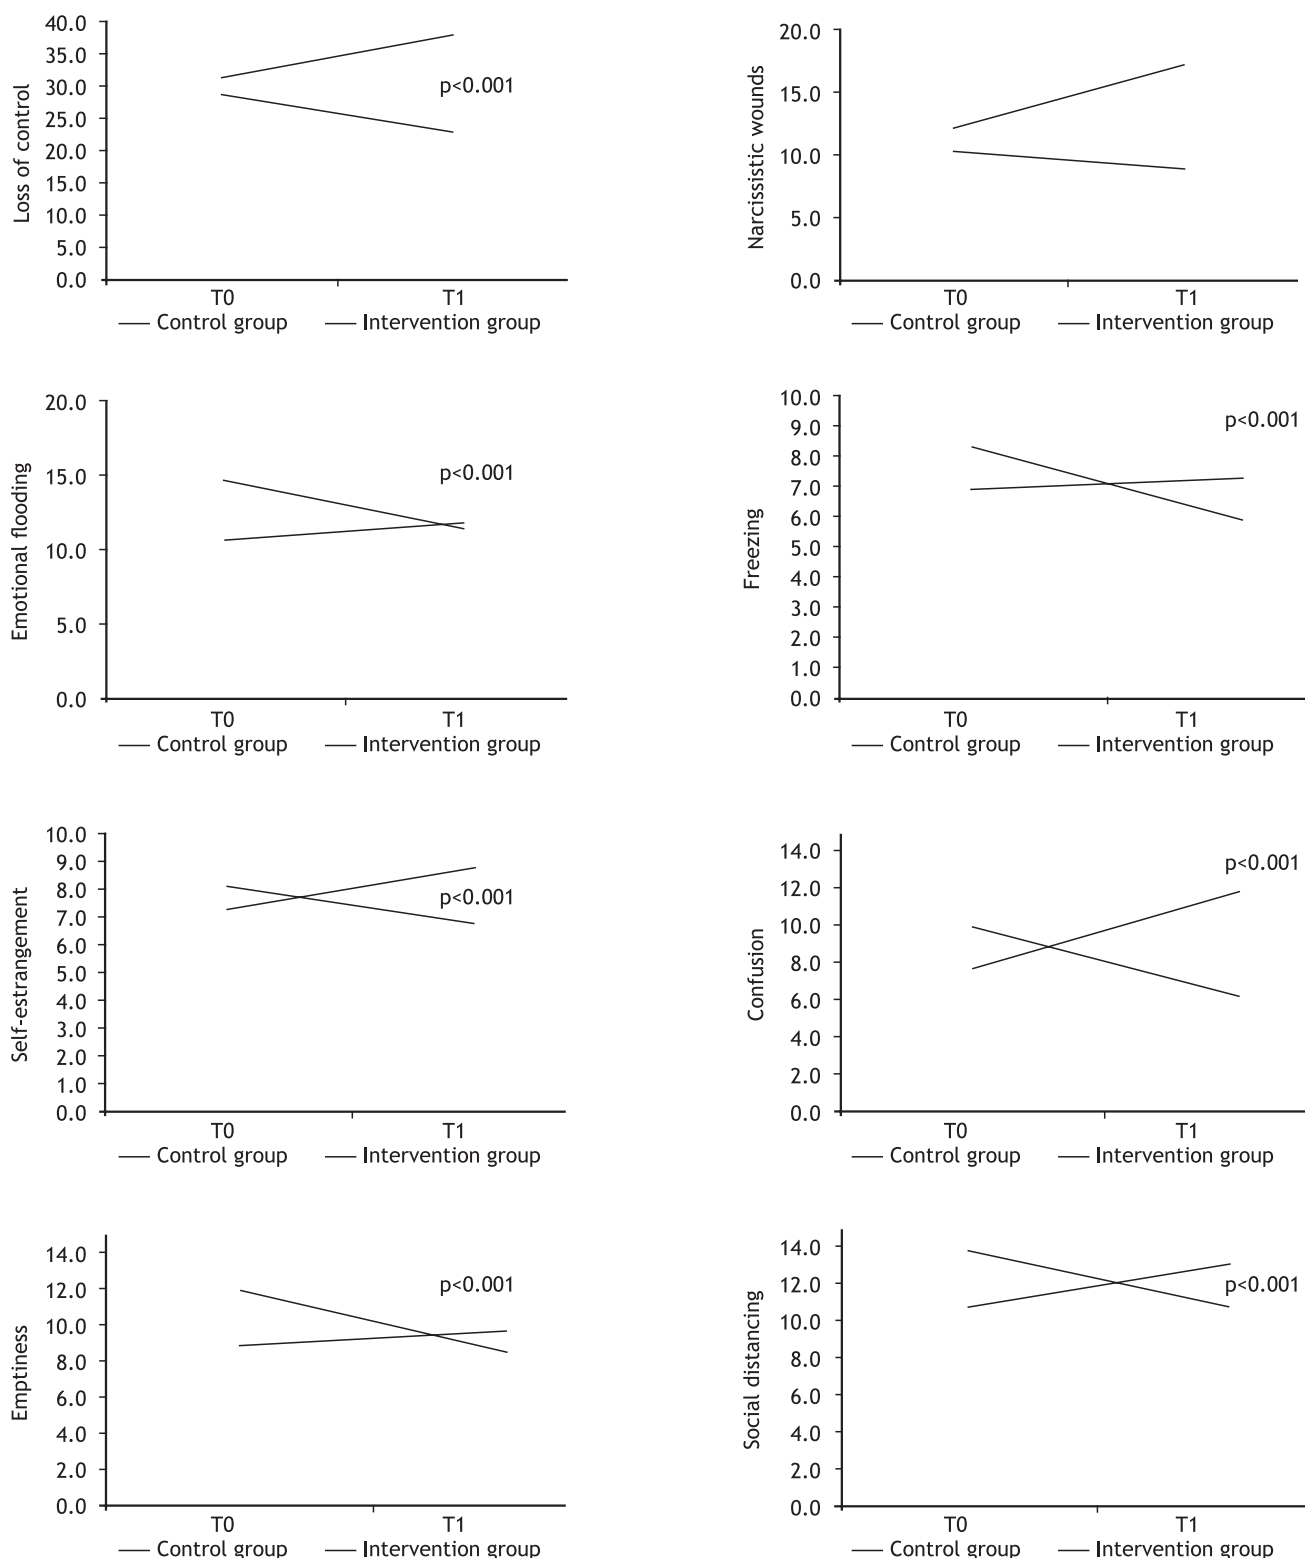 40.0
35.0
30.0
25.0
20.0
15.0
10.0
5.0
0.0
Loss of control
p<0.001
T0 T1
Control group Intervention group
20.0
15.0
10.0
5.0
0.0
Narcissistic wounds
T0 T1
Control group Intervention group
20.0
15.0
10.0
5.0
0.0
Emotional flooding
p<0.001
T0 T1
Control group Intervention group
10.0
9.0
8.0
7.0
6.0
5.0
4.0
3.0
2.0
1.0
0.0
Freezing
p<0.001
T0 T1
Control group Intervention group
10.0
9.0
8.0
7.0
6.0
5.0
4.0
3.0
2.0
1.0
0.0
Self-estrangement
p<0.001
T0 T1
Control group Intervention group
14.0
12.0
10.0
8.0
6.0
4.0
2.0
0.0
Confusion
p<0.001
T0 T1
Control group Intervention group
14.0
12.0
10.0
8.0
6.0
4.0
2.0
0.0
Emptiness
p<0.001
T0 T1
Control group Intervention group
14.0
12.0
10.0
8.0
6.0
4.0
2.0
0.0
Social distancing
p<0.001
T0 T1
Control group Intervention group